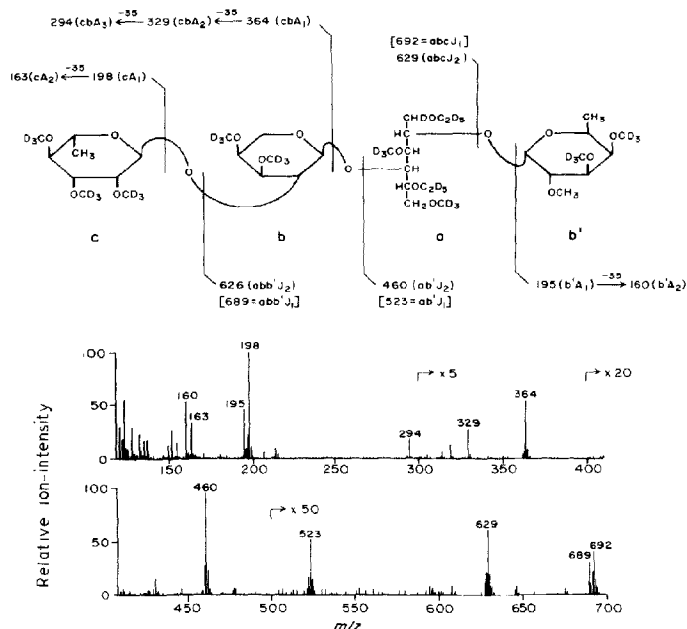 294 (cbA₃) ←−35 329 (cbA₂) ←−35 364 (cbA₁)
[692=abcJ₁]
629 (abcJ₂)
163 (cA₂) ←−35 198 (cA₁)
D₃CO O CH₃ OCD₃ OCD₃ O
D₃CO O OCD₃ O
HDOC₂D₅
HC O
D₃CO CH
CH
HCOC₂D₅
CH₂OCD₃
CH₃ O OCD₃ D₃CO OCH₃
c
b
a
b'
626 (abb'J₂)
[689=abb'J₁]
460 (ab'J₂)
[523=ab'J₁]
195 (b'A₁) −35→ 160 (b'A₂)
Relative ion-intensity
100
50
0
160
163
195
198
294
329
364
x 5
x 20
150
200
250
300
350
400
100
50
0
460
523
629
689
692
x 50
450
500
550
600
650
700
m/z